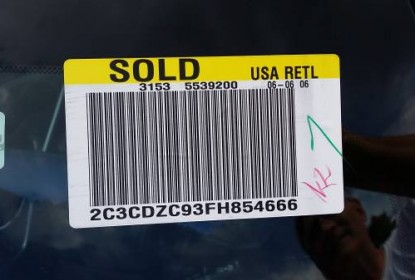 SOLD USA RETL
3153 5539200 06-06 06
2C3CDZC93FH854666